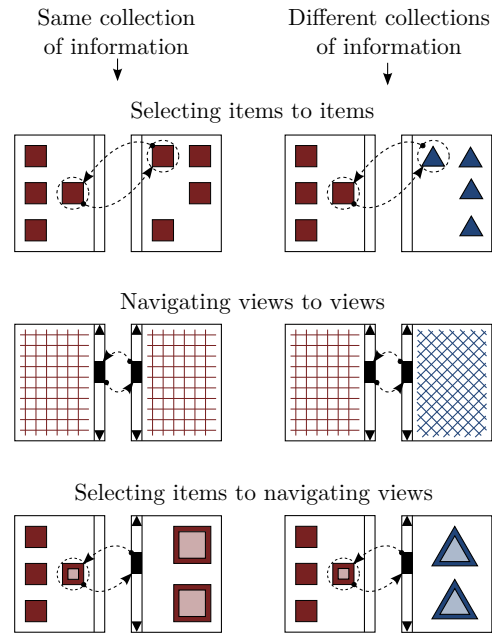 Same collection
of information
Different collections
of information
Selecting items to items
Navigating views to views
Selecting items to navigating views